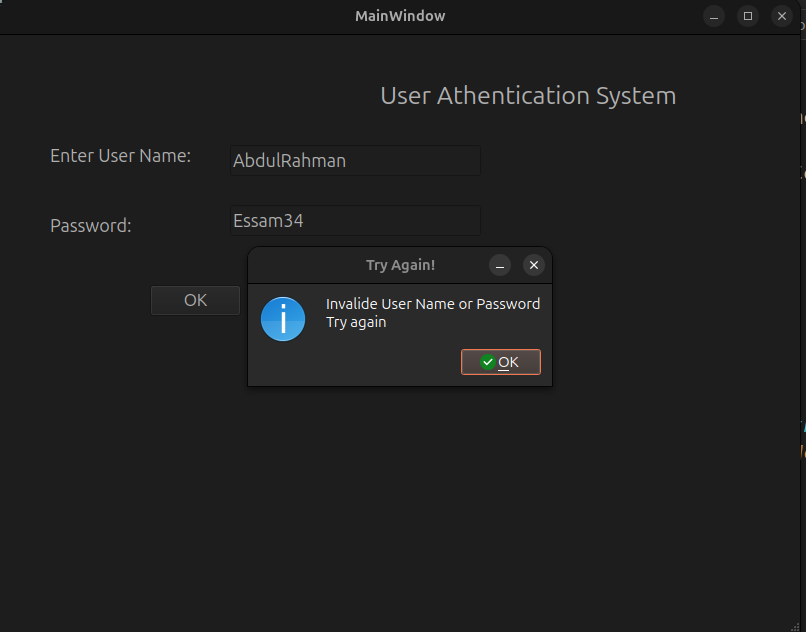 MainWindow
User Athentication System
Enter User Name:
AbdulRahman
Password:
Essam34
OK
Try Again!
Invalide User Name or Password
Try again
OK